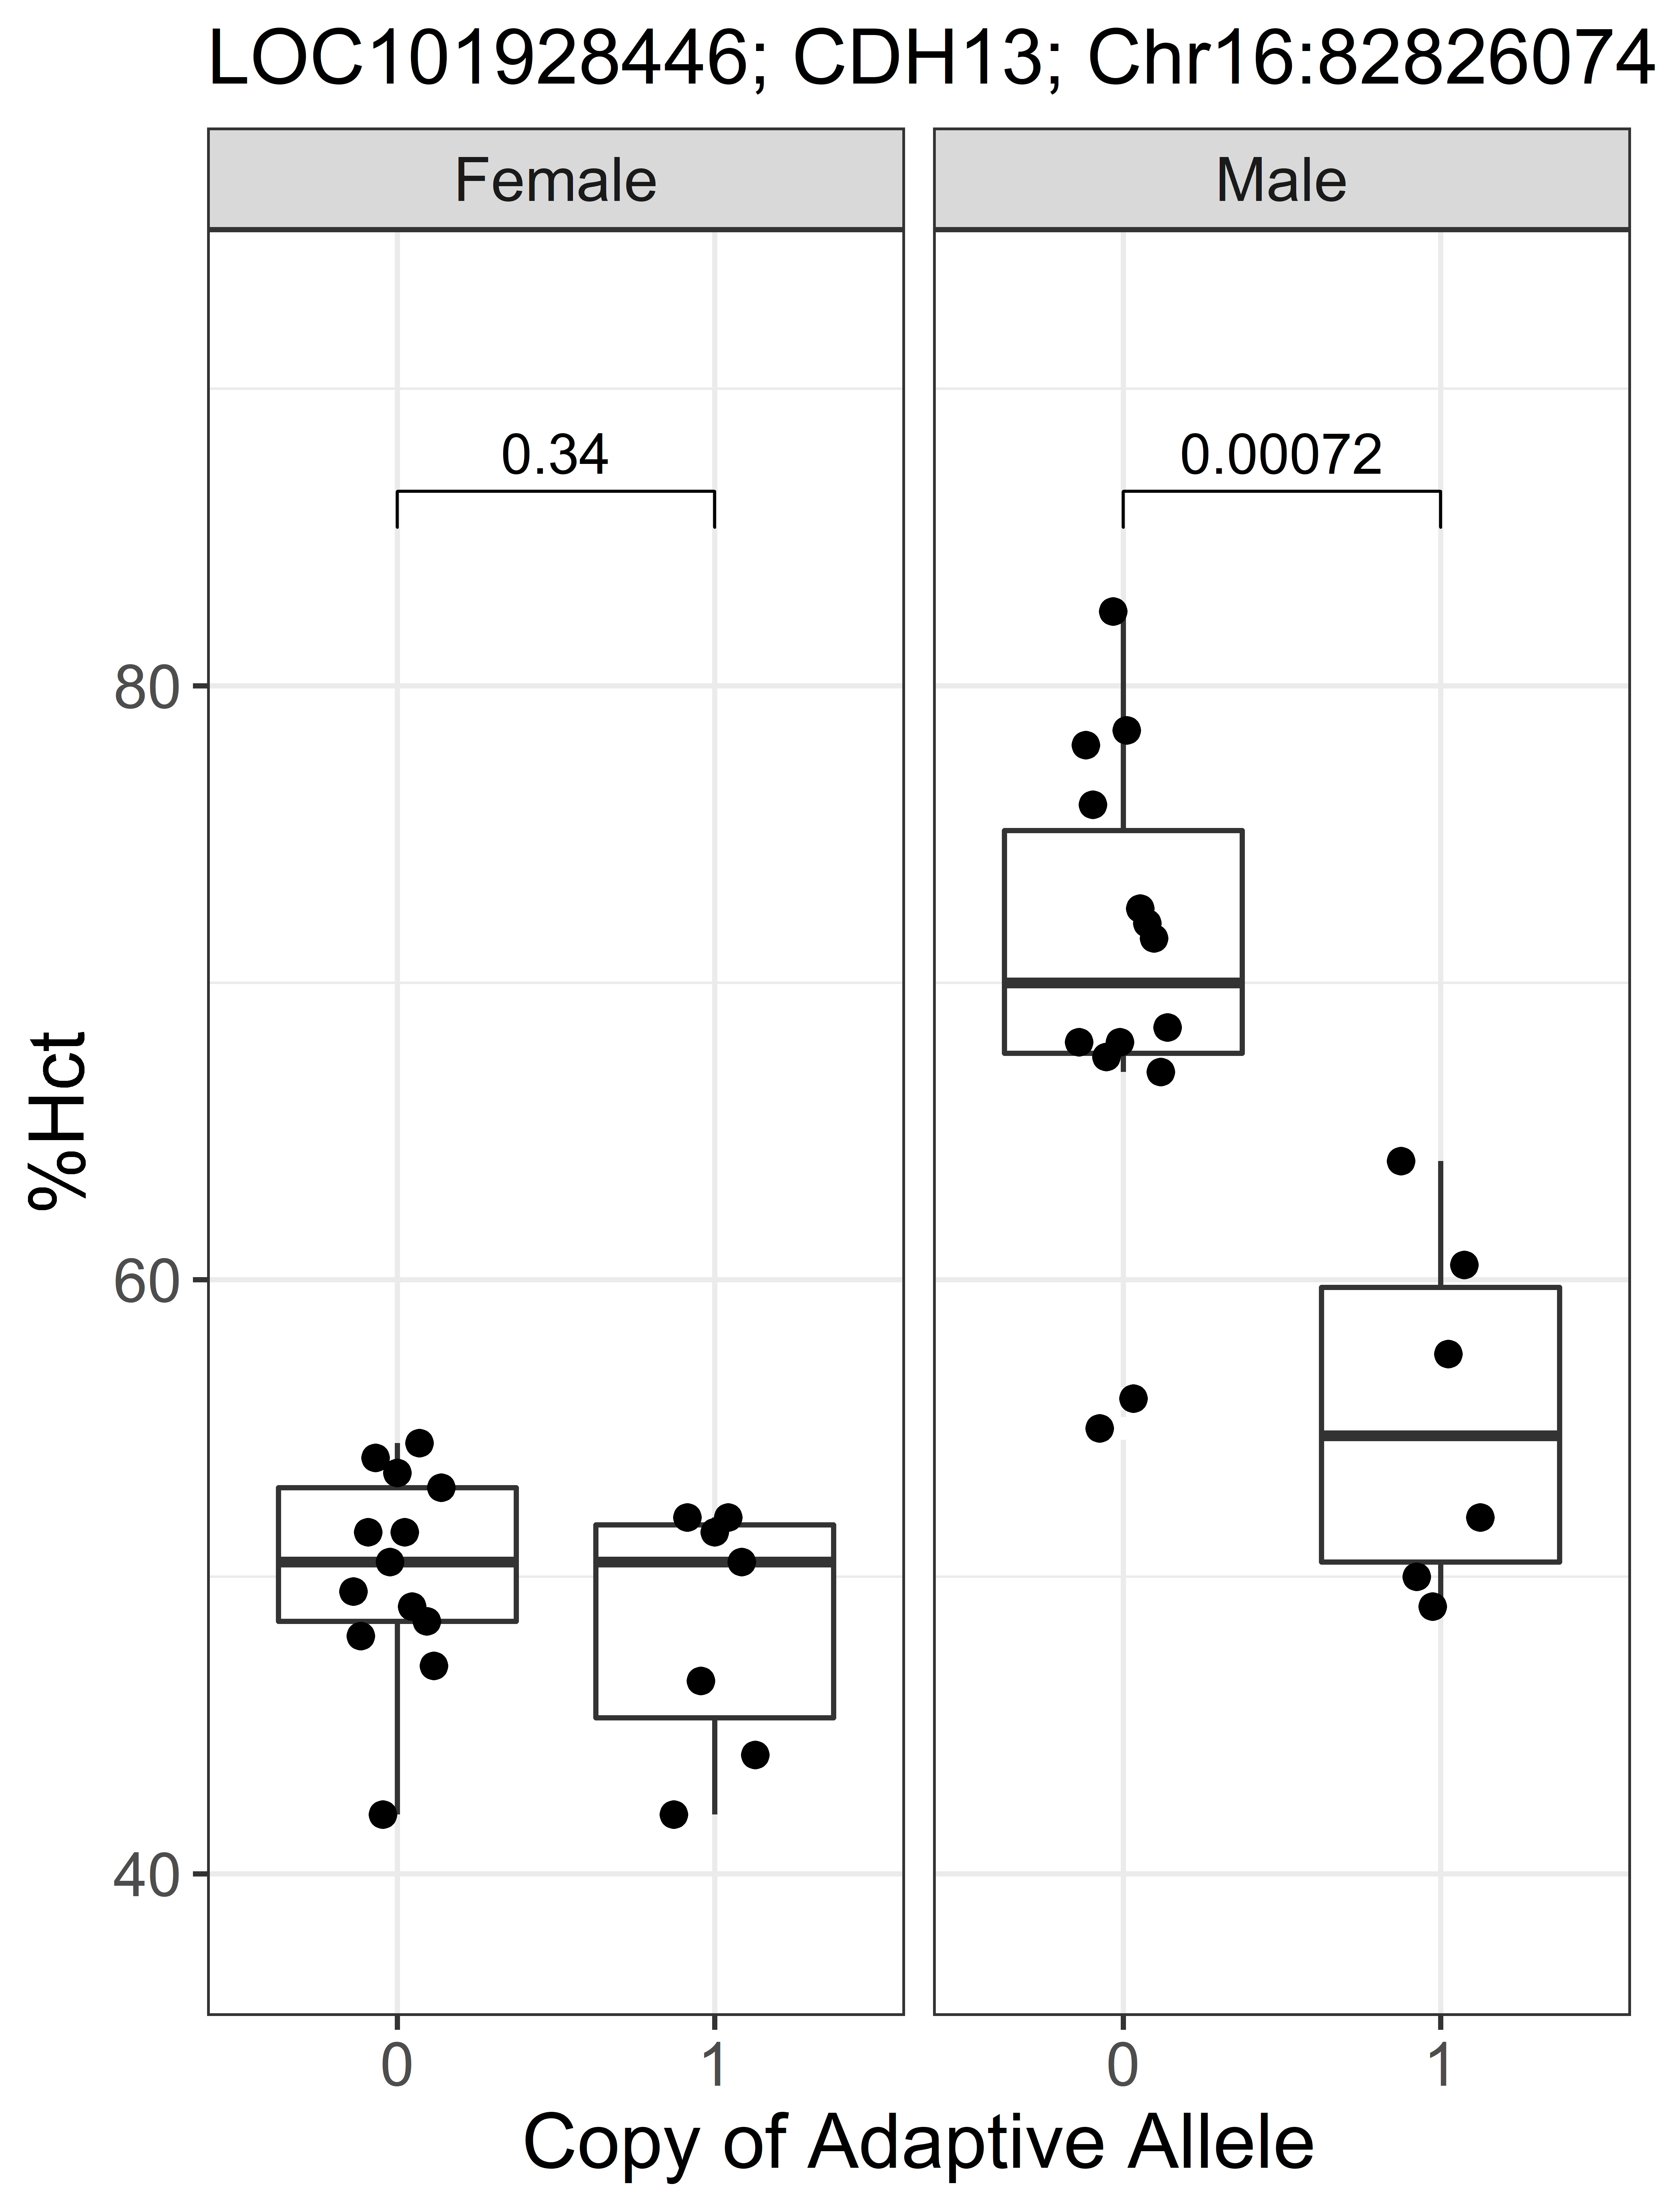 LOC101928446; CDH13; Chr16:82826074
Female
Male
0.34
0.00072
80
60
40
%Hct
0
1
0
1
Copy of Adaptive Allele